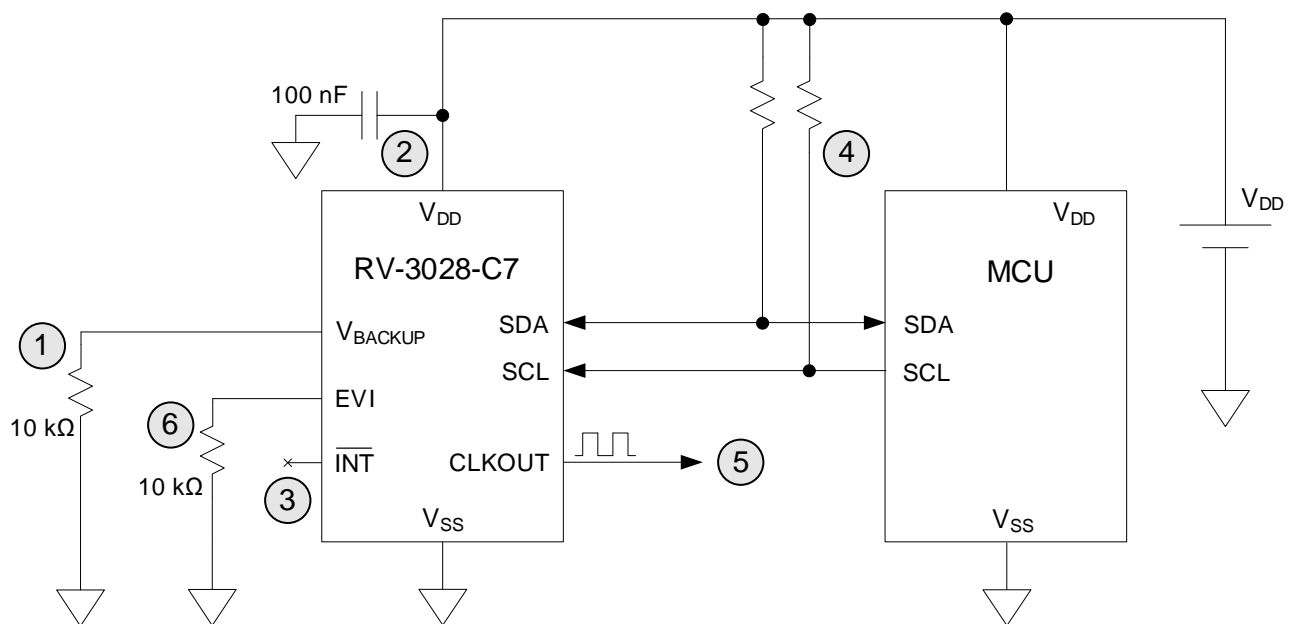 100 nF
2
4
V_DD
RV-3028-C7
V_BACKUP
EVI
INT
SDA
SCL
CLKOUT
V_SS
1
10 kΩ
6
10 kΩ
3
5
V_DD
MCU
SDA
SCL
V_SS
V_DD